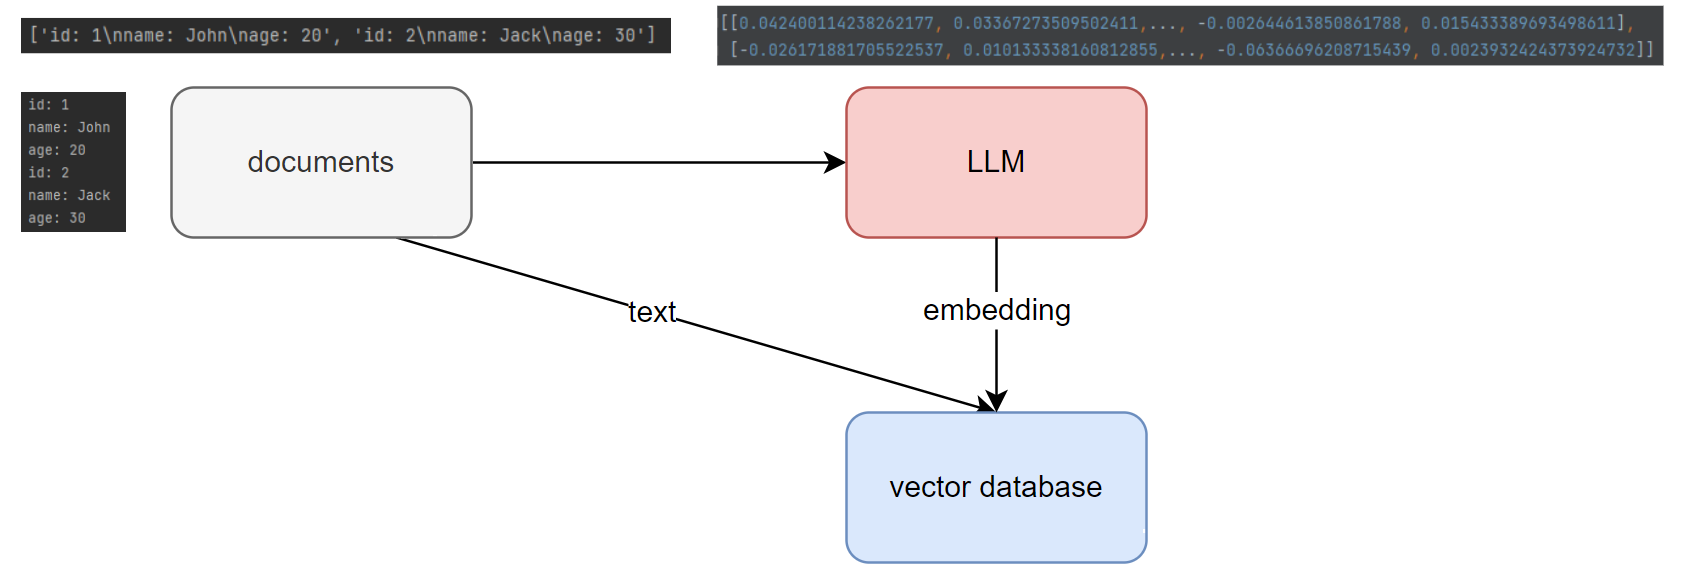 ['id: 1\nname: John\nage: 20', 'id: 2\nname: Jack\nage: 30']
[[0.042400114238262177, 0.03367273509502411,..., -0.002644613850861788, 0.015433389693498611],
[-0.026171881705522537, 0.010133338160812855,..., -0.06366696208715439, 0.0023932424373924732]]
id: 1
name: John
age: 20
id: 2
name: Jack
age: 30
documents
LLM
text
embedding
vector database